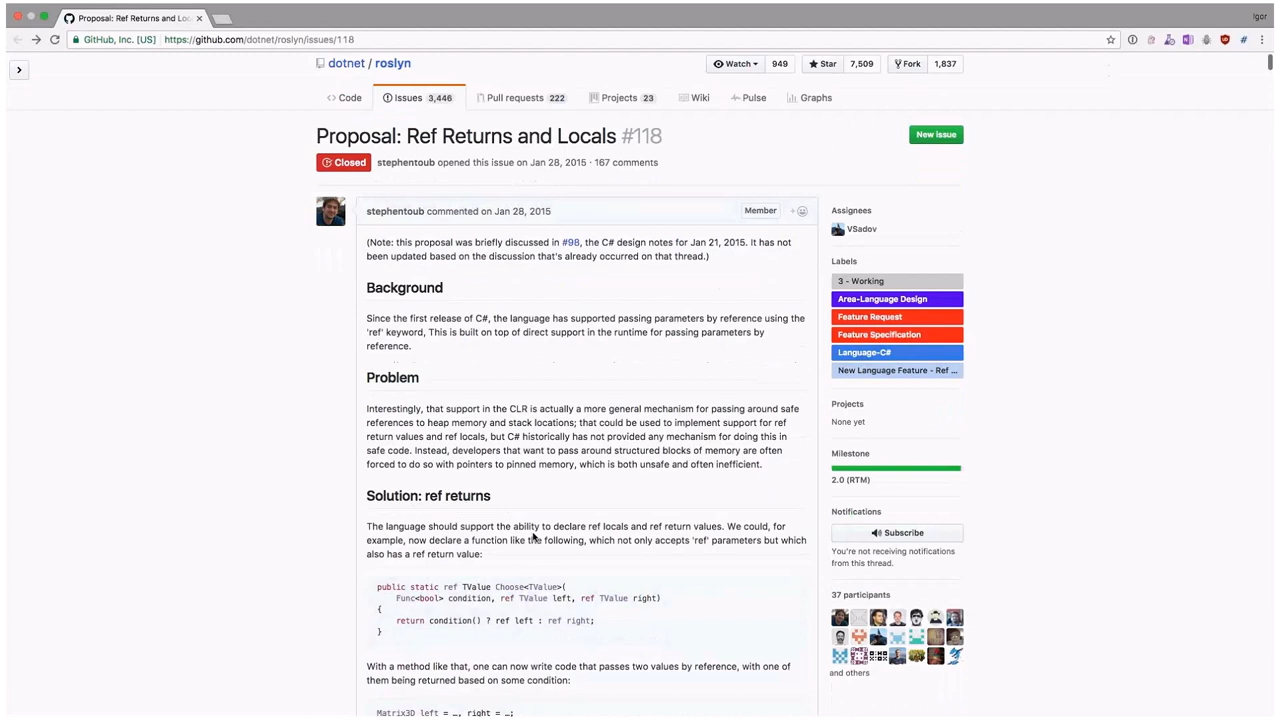 Proposal: Ref Returns and Loc
Igor
GitHub, Inc. [US] https://github.com/dotnet/roslyn/issues/118
dotnet / roslyn
Watch 949 Star 7,509 Fork 1,837
Code Issues 3,446 Pull requests 222 Projects 23 Wiki Pulse Graphs
Proposal: Ref Returns and Locals #118
New issue
Closed stephentoub opened this issue on Jan 28, 2015 · 167 comments
stephentoub commented on Jan 28, 2015
Member
(Note: this proposal was briefly discussed in #98, the C# design notes for Jan 21, 2015. It has not
been updated based on the discussion that's already occurred on that thread.)
Background
Since the first release of C#, the language has supported passing parameters by reference using the
'ref' keyword, This is built on top of direct support in the runtime for passing parameters by
reference.
Problem
Interestingly, that support in the CLR is actually a more general mechanism for passing around safe
references to heap memory and stack locations; that could be used to implement support for ref
return values and ref locals, but C# historically has not provided any mechanism for doing this in
safe code. Instead, developers that want to pass around structured blocks of memory are often
forced to do so with pointers to pinned memory, which is both unsafe and often inefficient.
Solution: ref returns
The language should support the ability to declare ref locals and ref return values. We could, for
example, now declare a function like the following, which not only accepts 'ref' parameters but which
also has a ref return value:
public static ref TValue Choose<TValue>(
Func<bool> condition, ref TValue left, ref TValue right)
{
return condition() ? ref left : ref right;
}
With a method like that, one can now write code that passes two values by reference, with one of
them being returned based on some condition:
Matrix3D left = …, right = …;
Assignees
VSadov
Labels
3 - Working
Area-Language Design
Feature Request
Feature Specification
Language-C#
New Language Feature - Ref ...
Projects
None yet
Milestone
2.0 (RTM)
Notifications
Subscribe
You're not receiving notifications
from this thread.
37 participants
and others